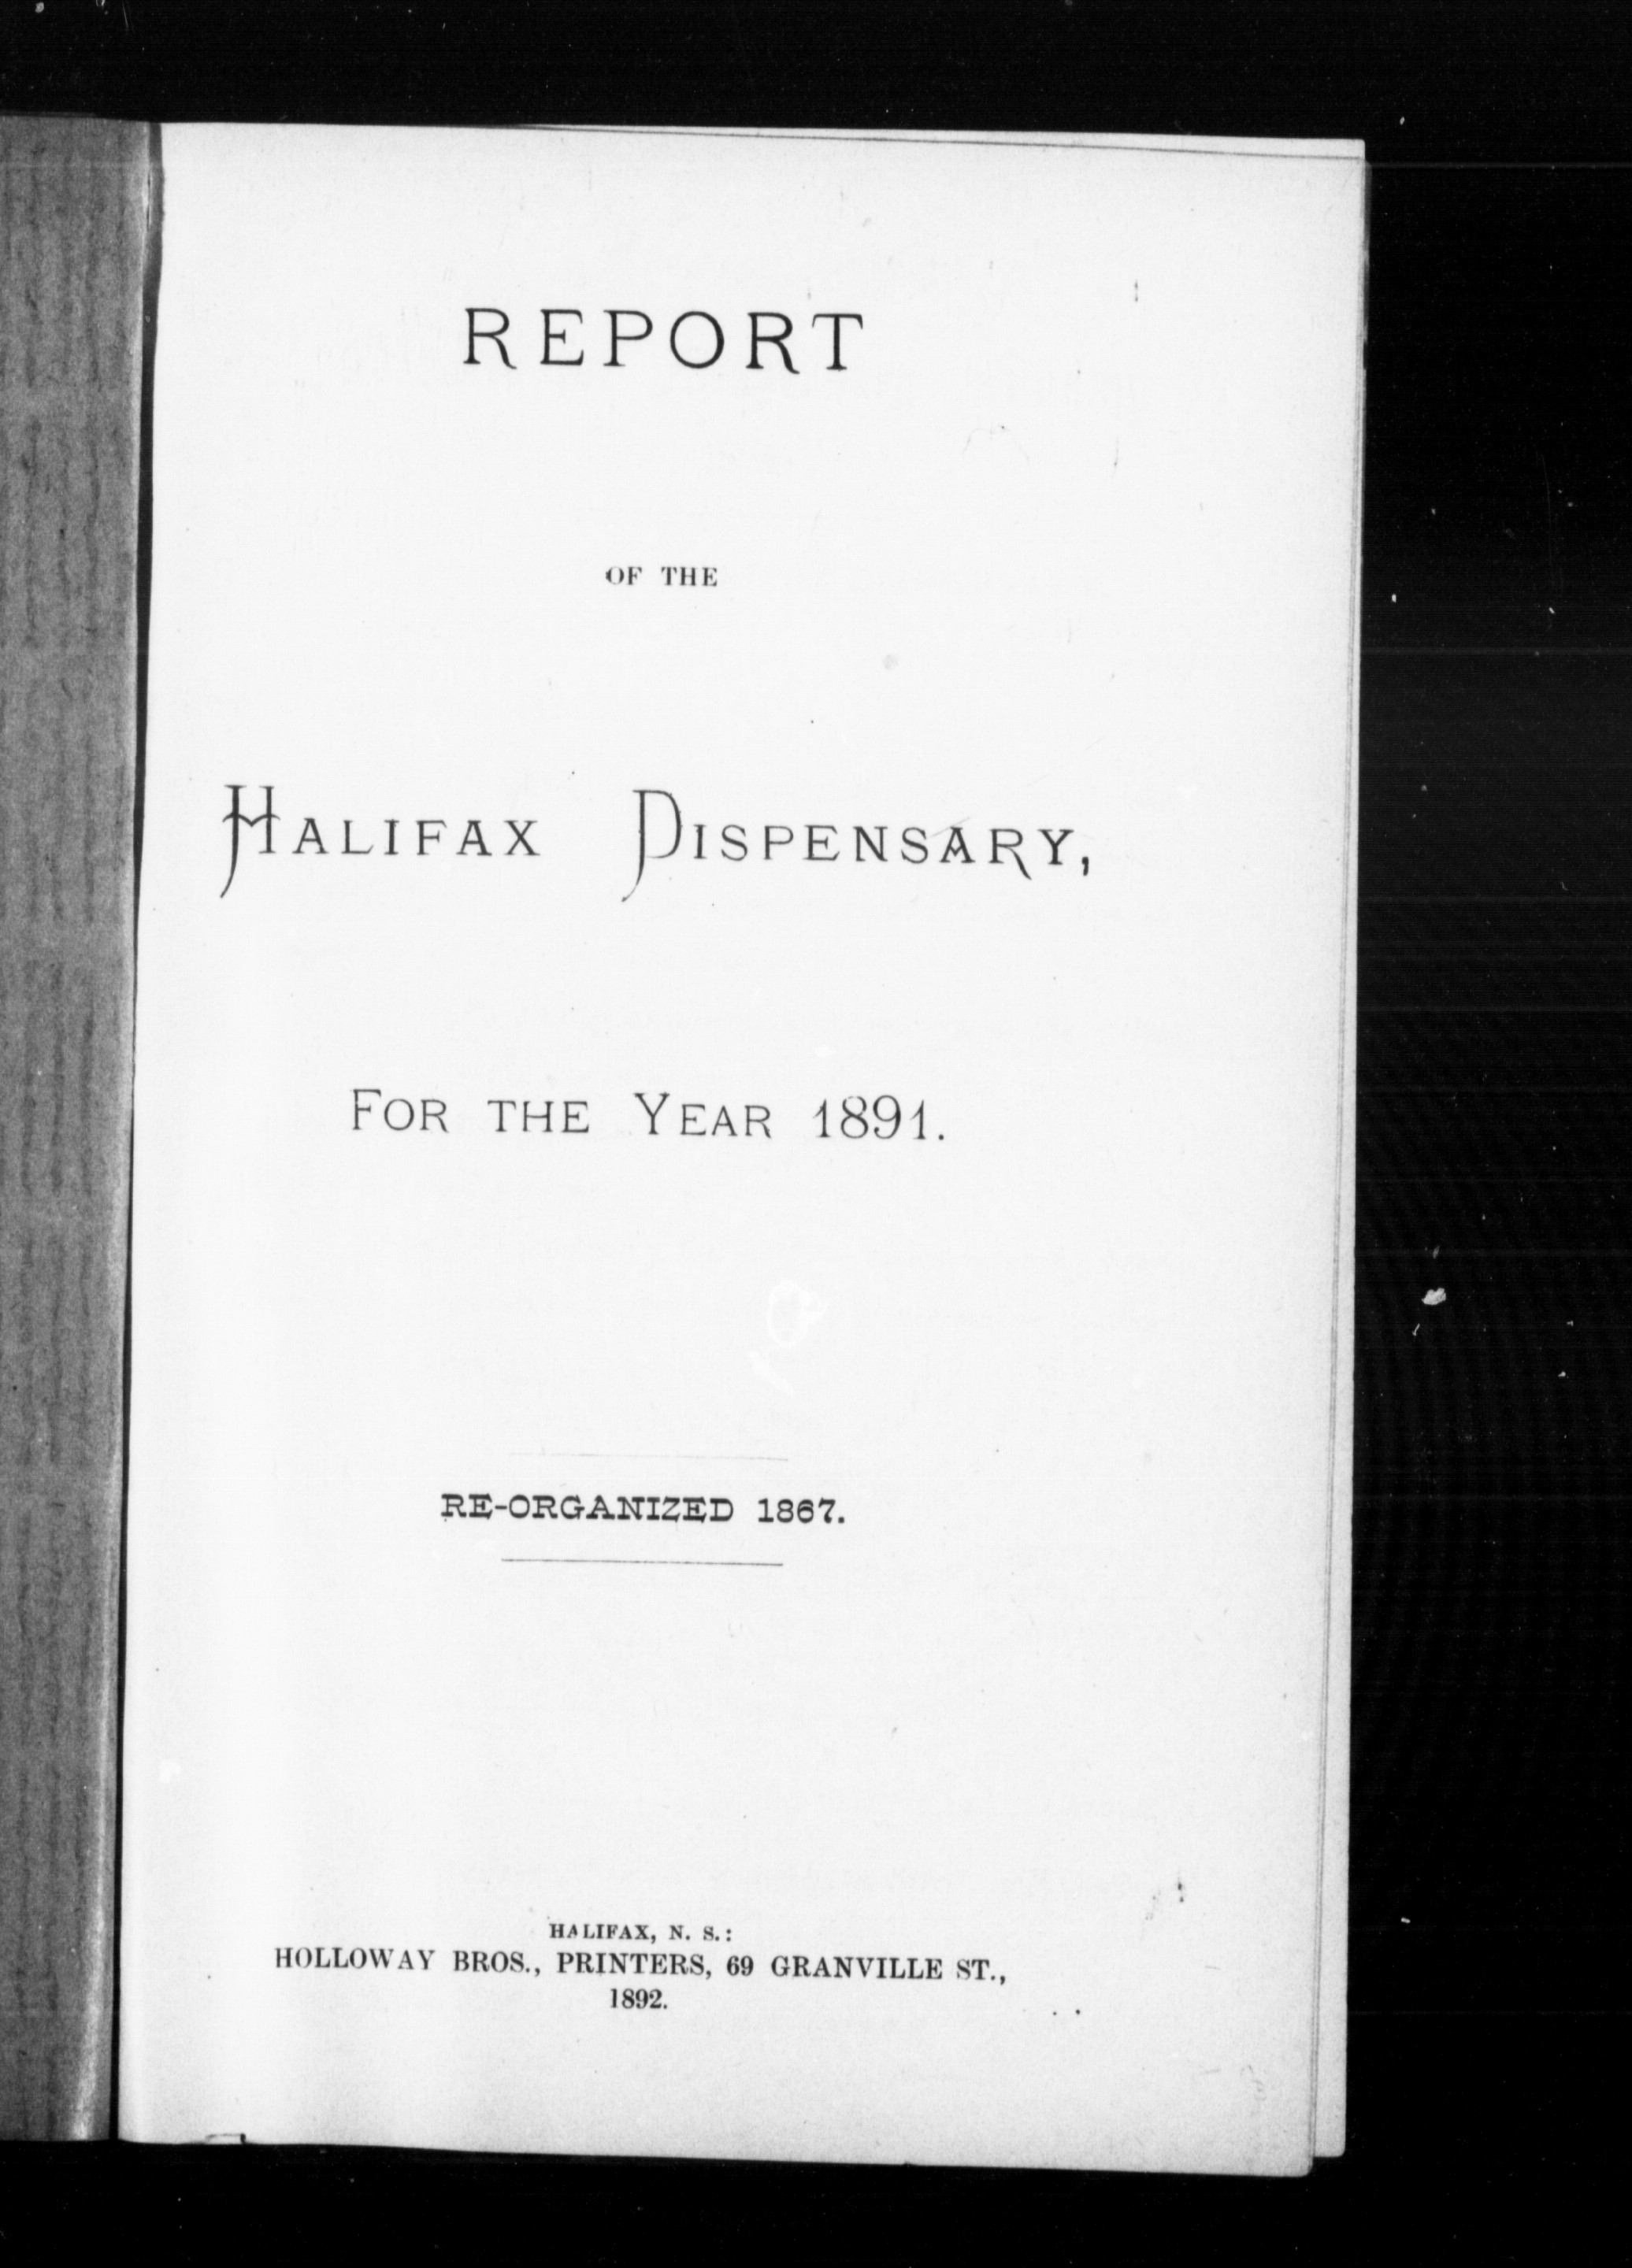 REPORT
OF THE
HALIFAX DISPENSARY,
FOR THE YEAR 1891.
RE-ORGANIZED 1867.
HALIFAX, N. S.:
HOLLOWAY BROS., PRINTERS, 69 GRANVILLE ST.,
1892.